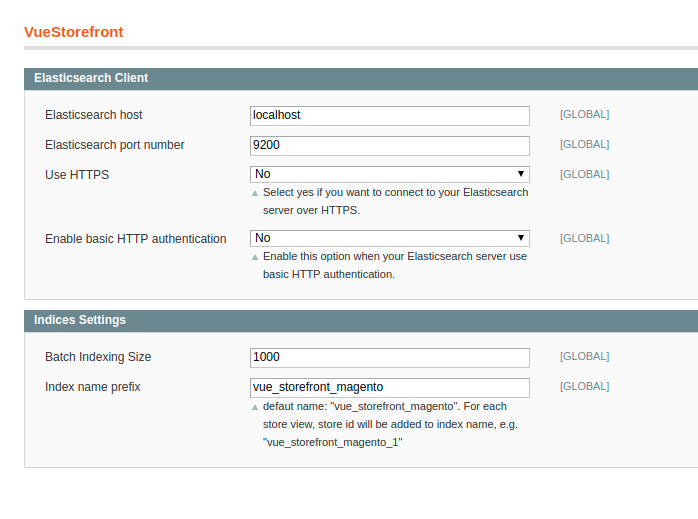 VueStorefront
Elasticsearch Client
Elasticsearch host localhost [GLOBAL]
Elasticsearch port number 9200 [GLOBAL]
Use HTTPS No [GLOBAL]
Select yes if you want to connect to your Elasticsearch
server over HTTPS.
Enable basic HTTP authentication No [GLOBAL]
Enable this option when your Elasticsearch server use
basic HTTP authentication.
Indices Settings
Batch Indexing Size 1000 [GLOBAL]
Index name prefix vue_storefront_magento [GLOBAL]
defaut name: "vue_storefront_magento". For each
store view, store id will be added to index name, e.g.
"vue_storefront_magento_1"